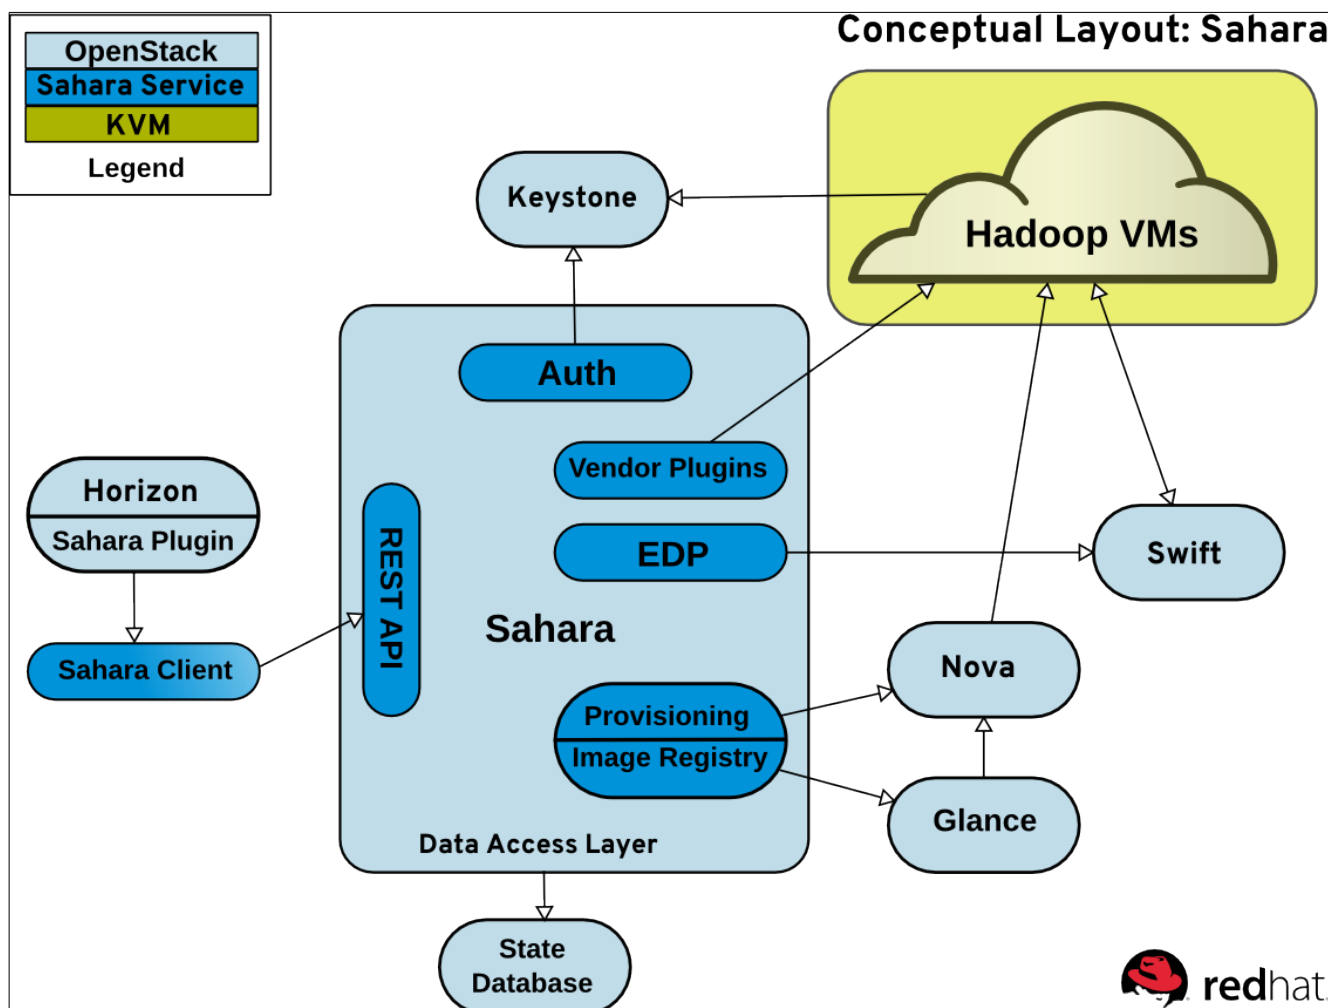 Conceptual Layout: Sahara
OpenStack
Sahara Service
KVM
Legend
Keystone
Hadoop VMs
Auth
Vendor Plugins
Horizon
Sahara Plugin
REST API
EDP
Swift
Sahara
Sahara Client
Nova
Provisioning
Image Registry
Glance
Data Access Layer
State
Database
redhat.